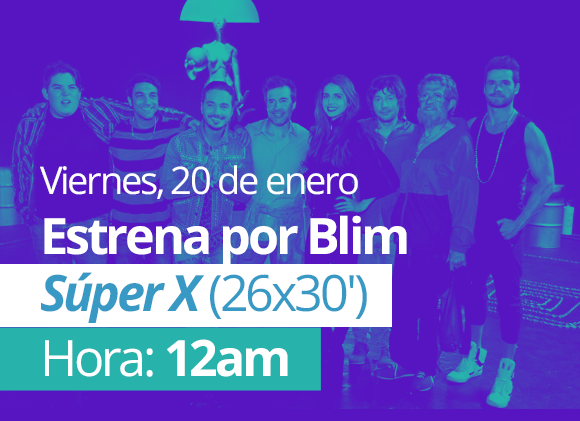 Viernes, 20 de enero
Estrena por Blim
Súper X (26x30')
Hora: 12am